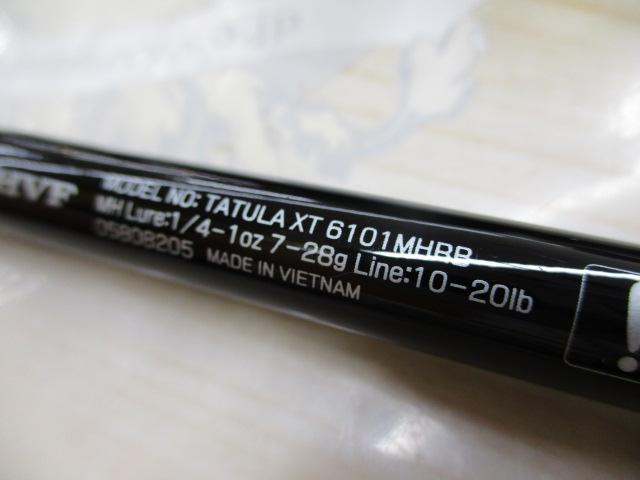 HVF
MODEL NO: TATULA XT 6101MHRB
MH Lure:1/4-1oz 7-28g Line:10-20lb
05808205 MADE IN VIETNAM